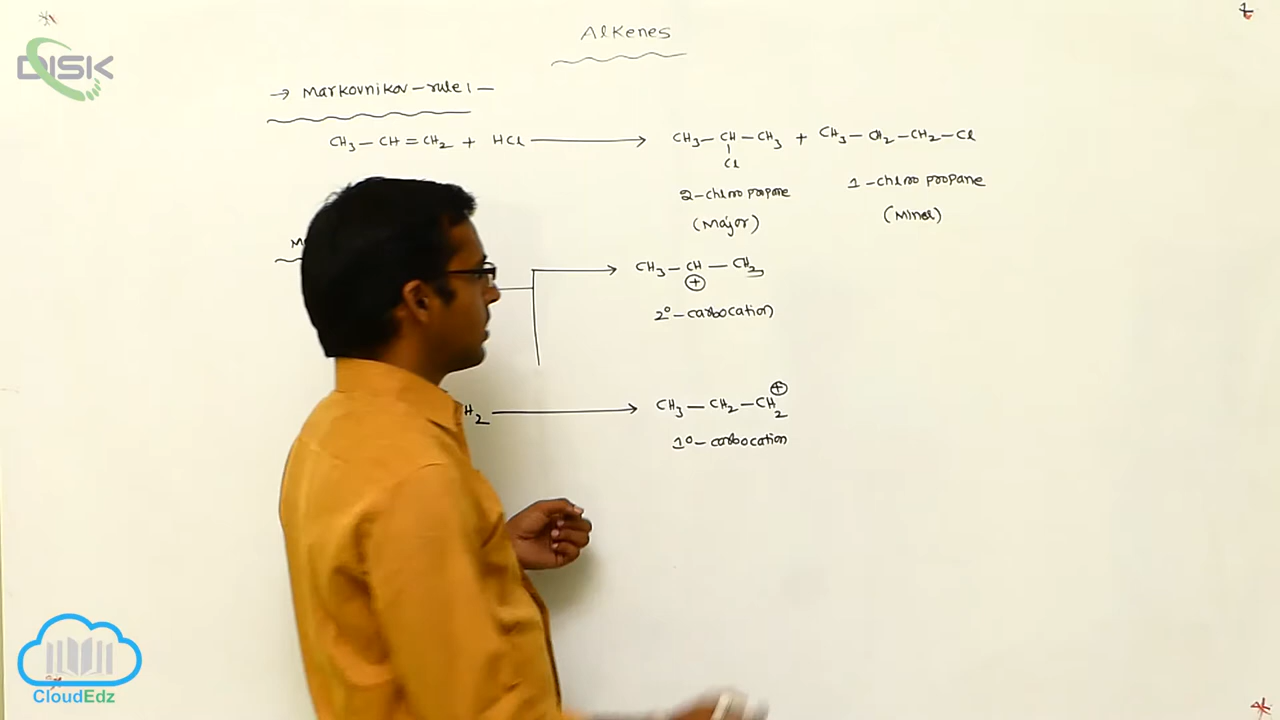 DISK
Alkenes
→ Markovnikov-rule :-
CH₃ — CH = CH₂ + HCl → CH₃ — CH — CH₃ + CH₃ — CH₂ — CH₂ — Cl
Cl
2-chloro propane 1-chloro propane
(Major) (Minor)
M
CH₃ — CH — CH₃
⊕
2° - carbocation
H₂ → CH₃ — CH₂ — CH₂⊕
1° - carbocation
CloudEdz